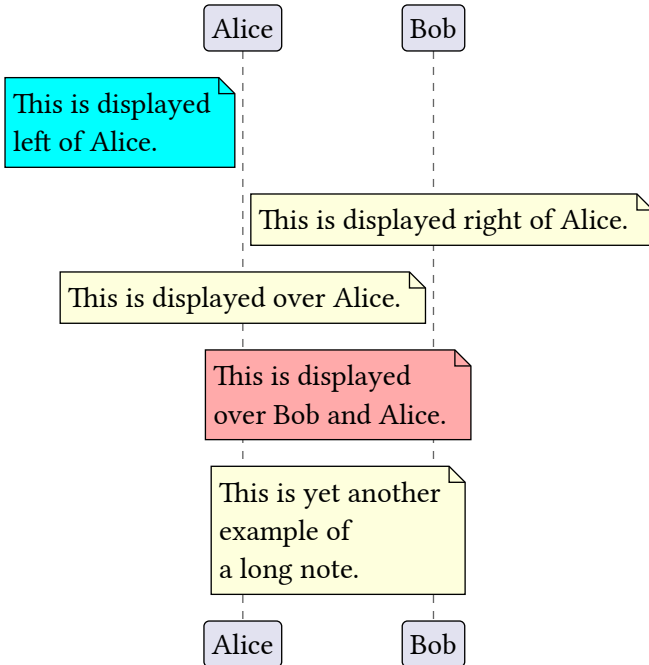 Alice
Bob
This is displayed
left of Alice.
This is displayed right of Alice.
This is displayed over Alice.
This is displayed
over Bob and Alice.
This is yet another
example of
a long note.
Alice
Bob